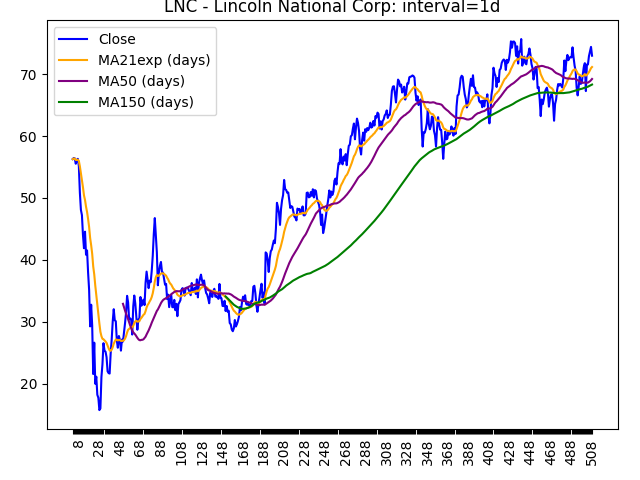 LNC - Lincoln National Corp: interval=1d
Close
MA21exp (days)
MA50 (days)
MA150 (days)
70
60
50
40
30
20
8 28 48 68 88 108 128 148 168 188 208 228 248 268 288 308 328 348 368 388 408 428 448 468 488 508